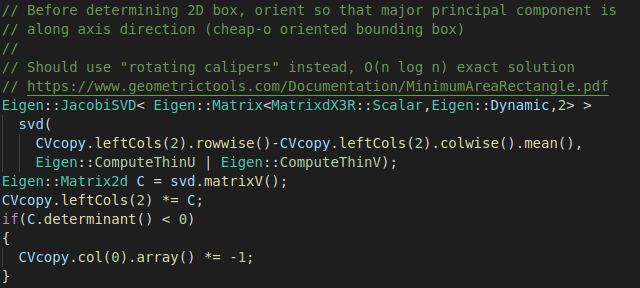 // Before determining 2D box, orient so that major principal component is
// along axis direction (cheap-o oriented bounding box)
//
// Should use "rotating calipers" instead, O(n log n) exact solution
// https://www.geometrictools.com/Documentation/MinimumAreaRectangle.pdf
Eigen::JacobiSVD< Eigen::Matrix<MatrixdX3R::Scalar,Eigen::Dynamic,2> >
  svd(
    CVcopy.leftCols(2).rowwise()-CVcopy.leftCols(2).colwise().mean(),
    Eigen::ComputeThinU | Eigen::ComputeThinV);
Eigen::Matrix2d C = svd.matrixV();
CVcopy.leftCols(2) *= C;
if(C.determinant() < 0)
{
  CVcopy.col(0).array() *= -1;
}